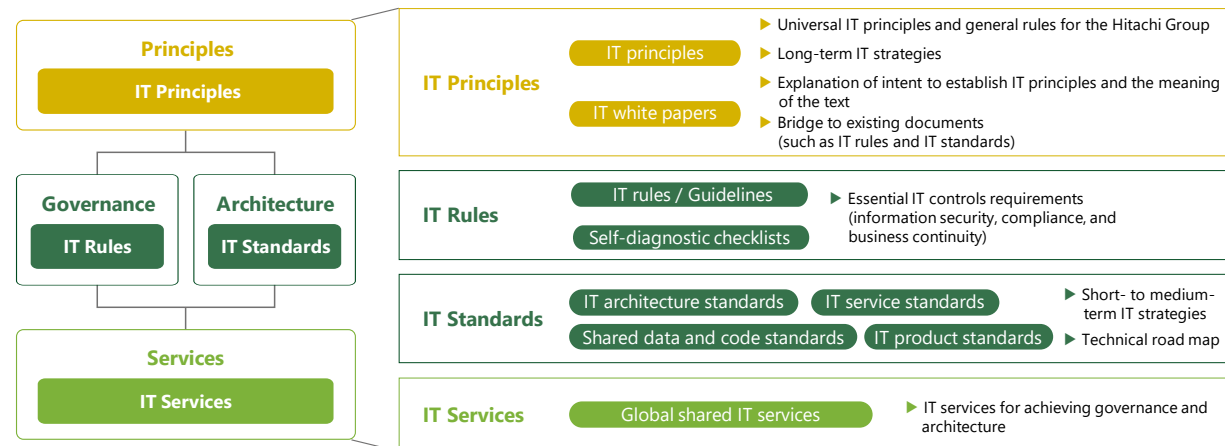 Principles
IT Principles
Governance
IT Rules
Architecture
IT Standards
Services
IT Services
IT Principles
IT principles
IT white papers
▶ Universal IT principles and general rules for the Hitachi Group
▶ Long-term IT strategies
▶ Explanation of intent to establish IT principles and the meaning
of the text
▶ Bridge to existing documents
(such as IT rules and IT standards)
IT Rules
IT rules / Guidelines
Self-diagnostic checklists
▶ Essential IT controls requirements
(information security, compliance, and
business continuity)
IT Standards
IT architecture standards
IT service standards
Shared data and code standards
IT product standards
▶ Short- to medium-
term IT strategies
▶ Technical road map
IT Services
Global shared IT services
▶ IT services for achieving governance and
architecture